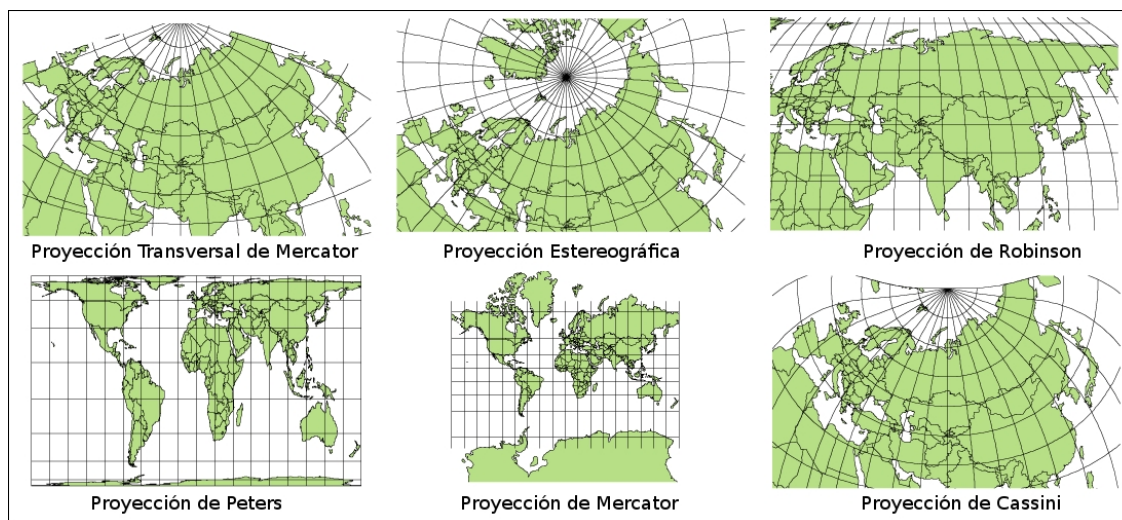 Proyección Transversal de Mercator
Proyección Estereográfica
Proyección de Robinson
Proyección de Peters
Proyección de Mercator
Proyección de Cassini